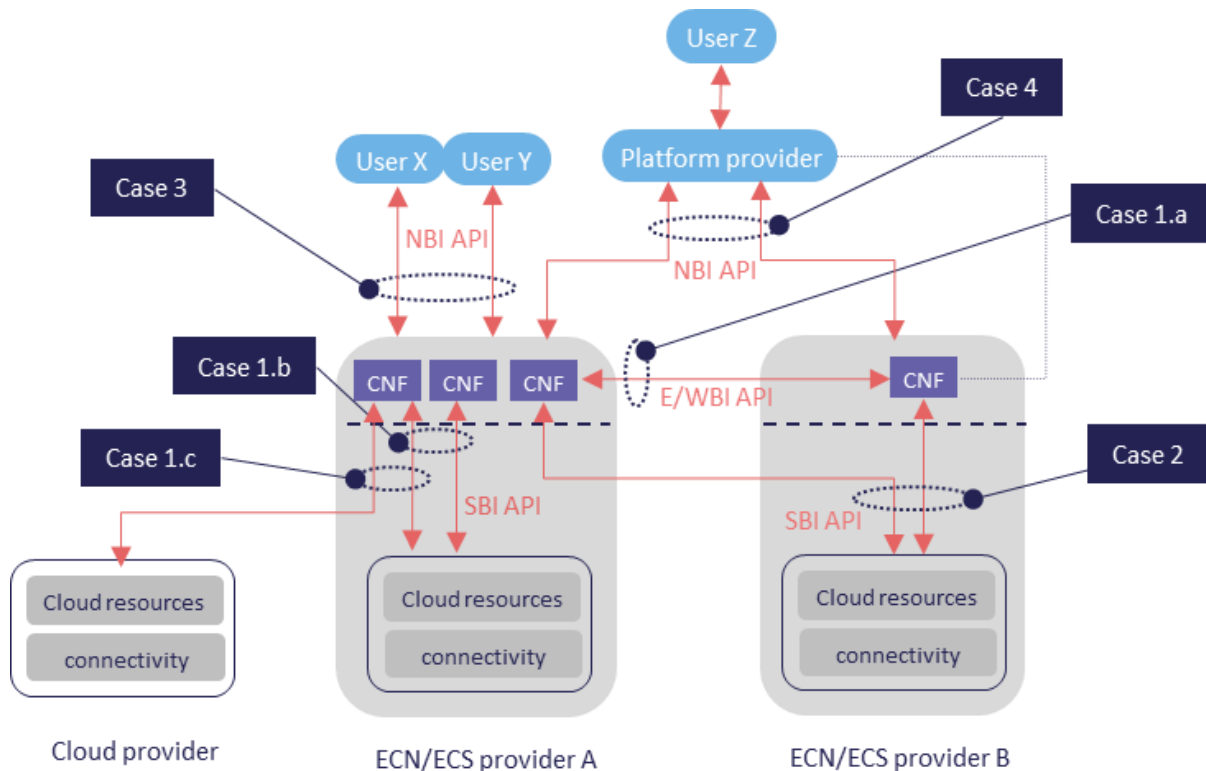 User Z
Case 4
User X
User Y
Platform provider
Case 3
Case 1.a
NBI API
NBI API
Case 1.b
CNF
CNF
CNF
CNF
E/WBI API
Case 1.c
Case 2
SBI API
SBI API
Cloud resources
connectivity
Cloud resources
connectivity
Cloud resources
connectivity
Cloud provider
ECN/ECS provider A
ECN/ECS provider B